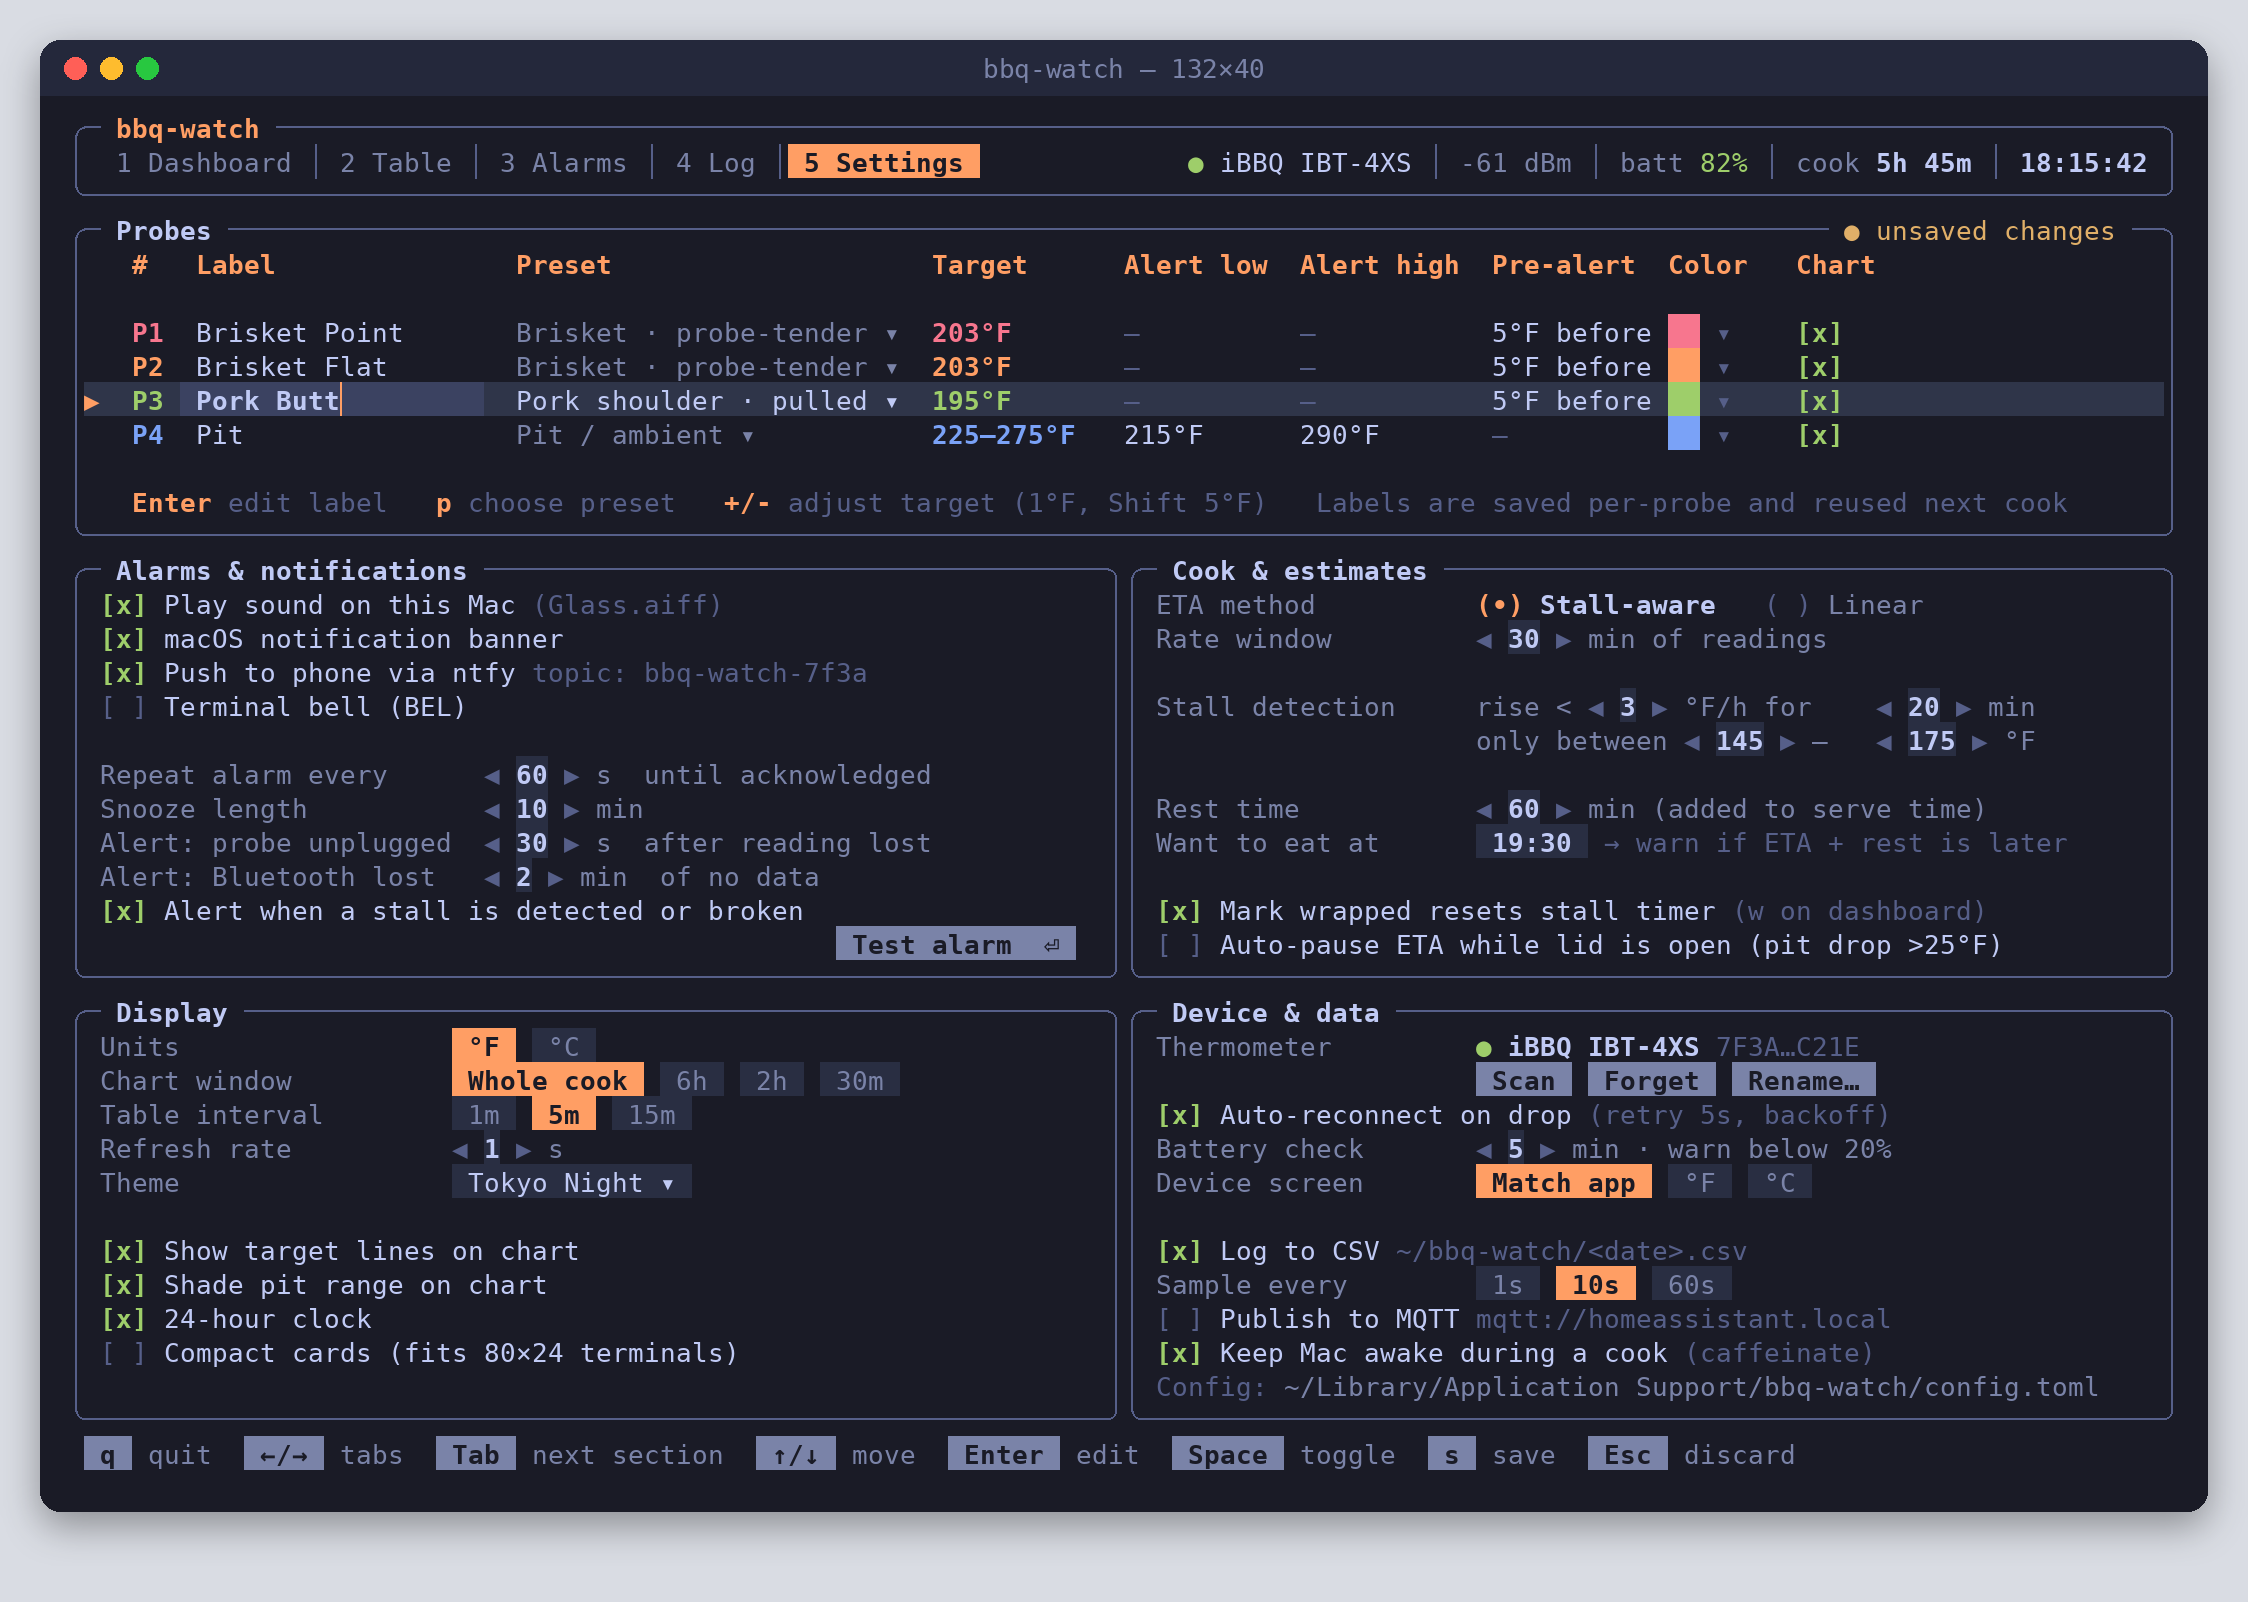 bbq-watch — 132×40
bbq-watch
1 Dashboard │ 2 Table │ 3 Alarms │ 4 Log │ 5 Settings ● iBBQ IBT-4XS │ -61 dBm │ batt 82% │ cook 5h 45m │ 18:15:42
Probes ● unsaved changes
# Label Preset Target Alert low Alert high Pre-alert Color Chart
P1 Brisket Point Brisket · probe-tender ▾ 203°F — — 5°F before ▾ [x]
P2 Brisket Flat Brisket · probe-tender ▾ 203°F — — 5°F before ▾ [x]
▶ P3 Pork Butt Pork shoulder · pulled ▾ 195°F — — 5°F before ▾ [x]
P4 Pit Pit / ambient ▾ 225–275°F 215°F 290°F — ▾ [x]
Enter edit label p choose preset +/- adjust target (1°F, Shift 5°F) Labels are saved per-probe and reused next cook
Alarms & notifications
[x] Play sound on this Mac (Glass.aiff)
[x] macOS notification banner
[x] Push to phone via ntfy topic: bbq-watch-7f3a
[ ] Terminal bell (BEL)
Repeat alarm every ◀ 60 ▶ s until acknowledged
Snooze length ◀ 10 ▶ min
Alert: probe unplugged ◀ 30 ▶ s after reading lost
Alert: Bluetooth lost ◀ 2 ▶ min of no data
[x] Alert when a stall is detected or broken
Test alarm ⏎
Cook & estimates
ETA method (•) Stall-aware ( ) Linear
Rate window ◀ 30 ▶ min of readings
Stall detection rise < ◀ 3 ▶ °F/h for ◀ 20 ▶ min
only between ◀ 145 ▶ – ◀ 175 ▶ °F
Rest time ◀ 60 ▶ min (added to serve time)
Want to eat at 19:30 → warn if ETA + rest is later
[x] Mark wrapped resets stall timer (w on dashboard)
[ ] Auto-pause ETA while lid is open (pit drop >25°F)
Display
Units °F °C
Chart window Whole cook 6h 2h 30m
Table interval 1m 5m 15m
Refresh rate ◀ 1 ▶ s
Theme Tokyo Night ▾
[x] Show target lines on chart
[x] Shade pit range on chart
[x] 24-hour clock
[ ] Compact cards (fits 80×24 terminals)
Device & data
Thermometer ● iBBQ IBT-4XS 7F3A…C21E
Scan Forget Rename…
[x] Auto-reconnect on drop (retry 5s, backoff)
Battery check ◀ 5 ▶ min · warn below 20%
Device screen Match app °F °C
[x] Log to CSV ~/bbq-watch/<date>.csv
Sample every 1s 10s 60s
[ ] Publish to MQTT mqtt://homeassistant.local
[x] Keep Mac awake during a cook (caffeinate)
Config: ~/Library/Application Support/bbq-watch/config.toml
q quit ←/→ tabs Tab next section ↑/↓ move Enter edit Space toggle s save Esc discard